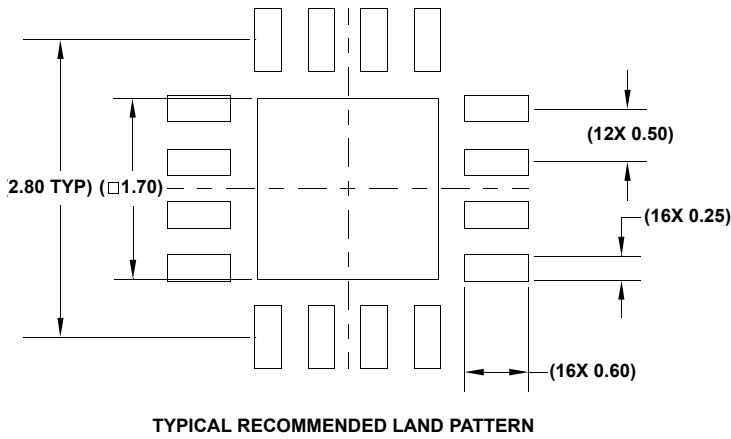 (12X 0.50)
2.80 TYP) (□1.70)
(16X 0.25)
(16X 0.60)
TYPICAL RECOMMENDED LAND PATTERN